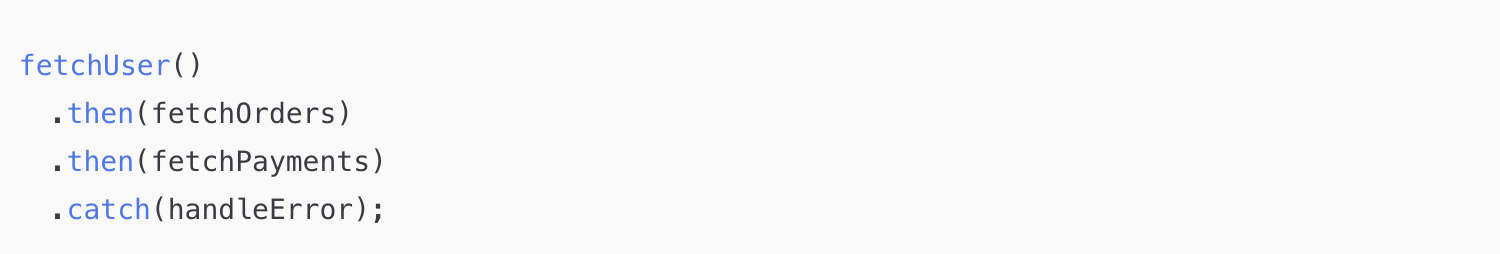 fetchUser()
  .then(fetchOrders)
  .then(fetchPayments)
  .catch(handleError);